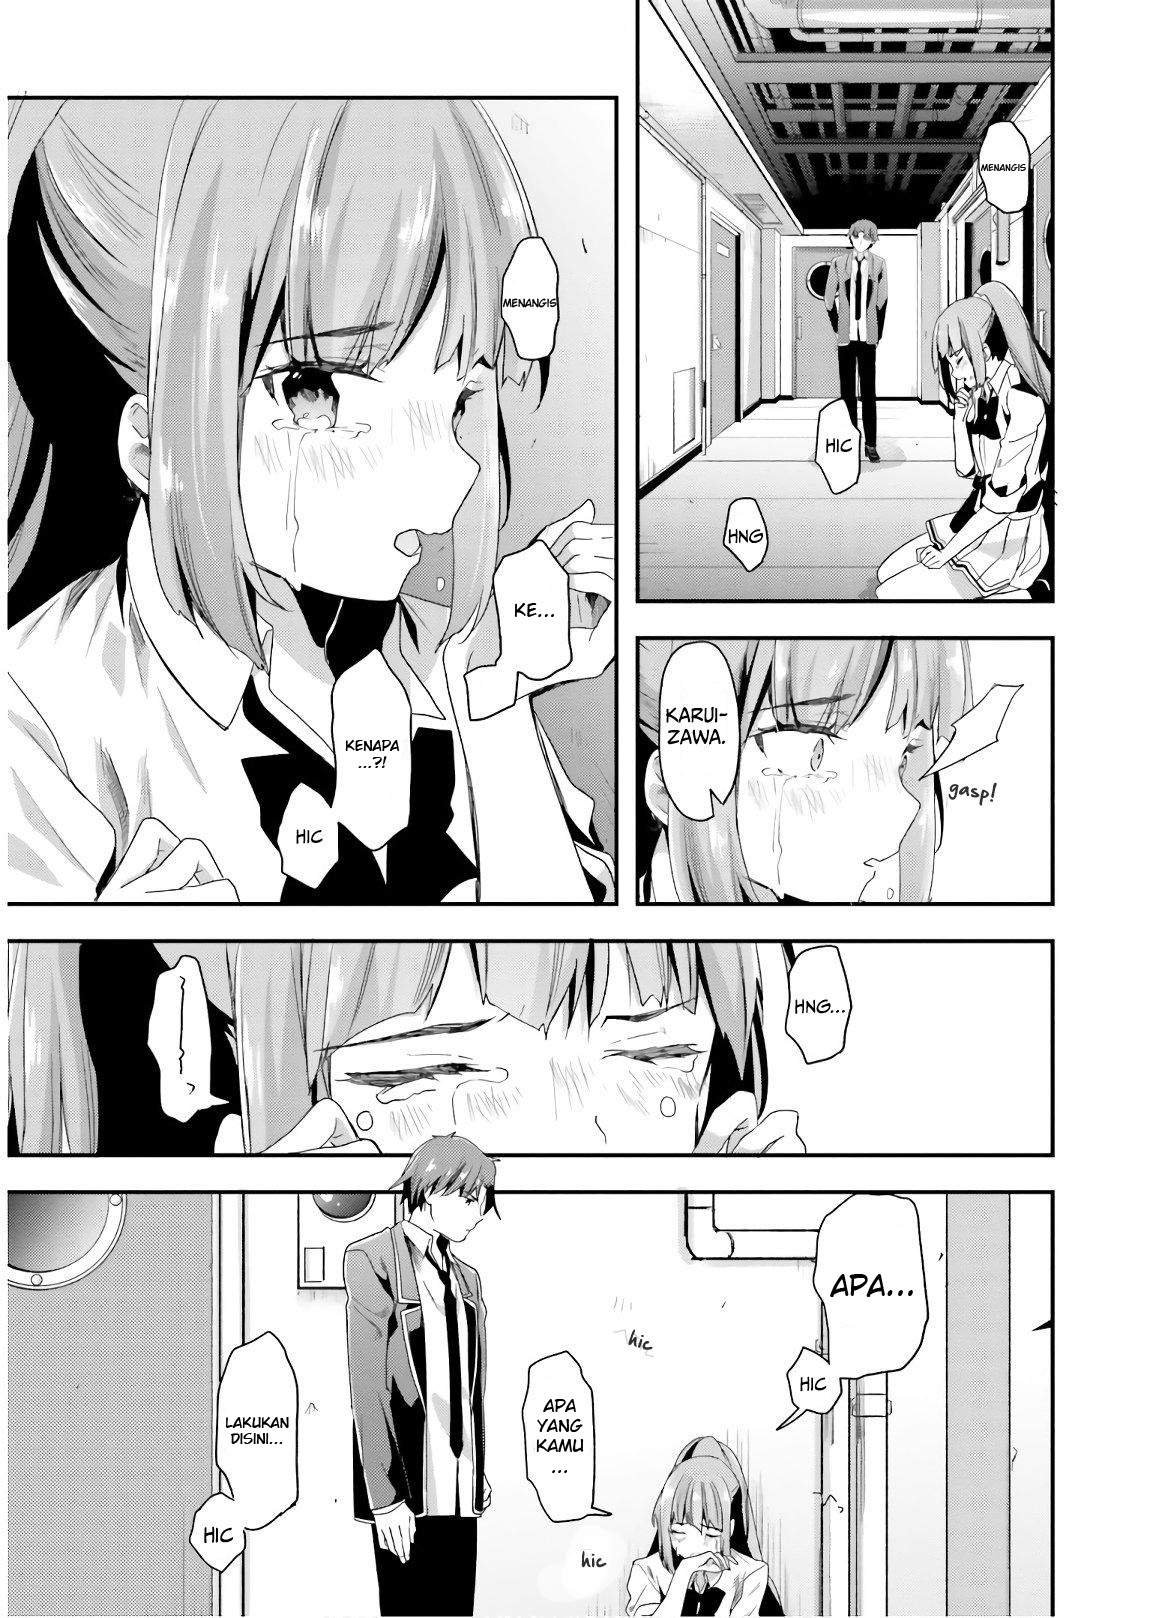 MENANGIS
HIC
HNG
KARUI-
ZAWA.
gasp!
MENANGIS
KE...
KENAPA
...?!
HIC
HNG...
APA...
HIC
hic
APA
YANG
KAMU
...
hic
LAKUKAN
DISINI...
HIC